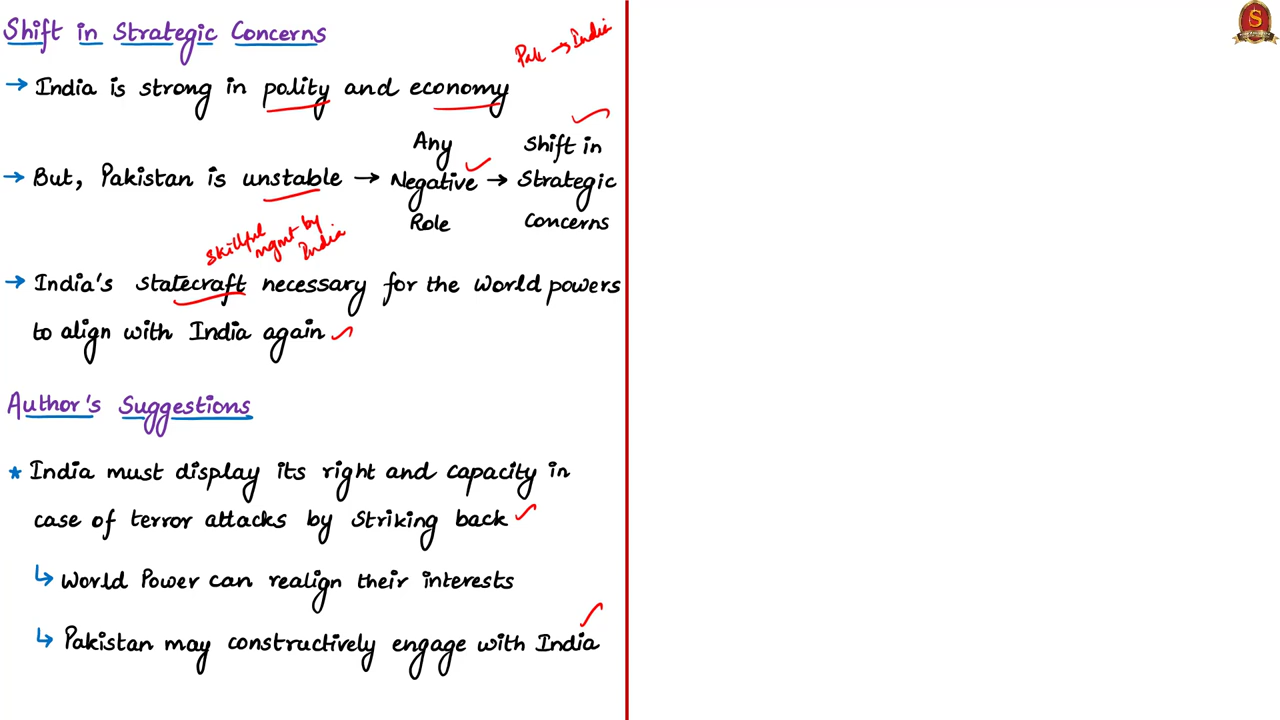 Shift in Strategic Concerns
Pak → India
→ India is strong in polity and economy
→ But, Pakistan is unstable → Any Negative Role → Shift in Strategic Concerns
Skillful mgmt by India
→ India's statecraft necessary for the world powers
to align with India again
Author's Suggestions
* India must display its right and capacity in
case of terror attacks by striking back
↳ World Power can realign their interests
↳ Pakistan may constructively engage with India
S